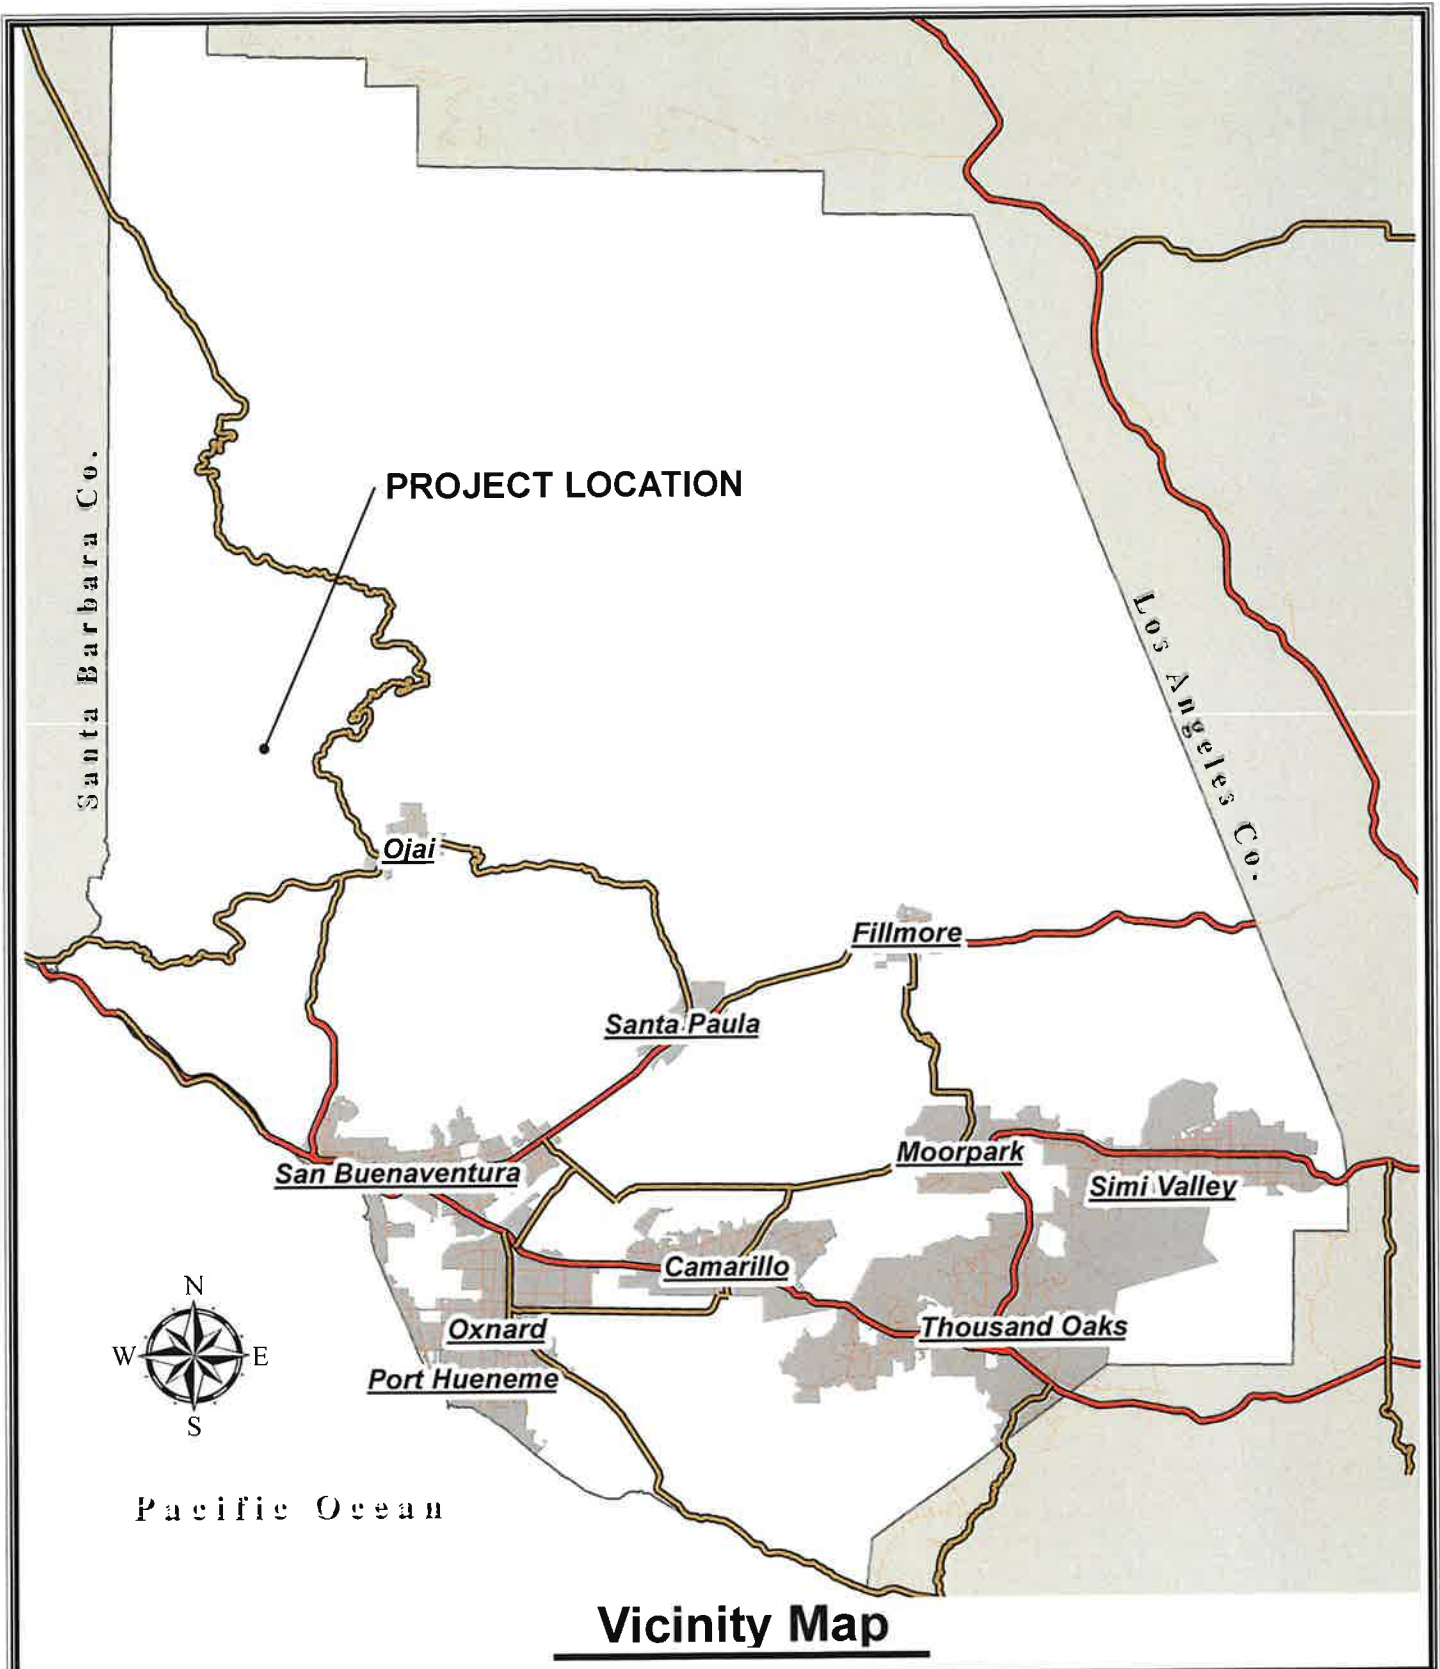 PROJECT LOCATION
Santa Barbara Co.
Los Angeles Co.
Ojai
Fillmore
Santa Paula
Moorpark
San Buenaventura
Simi Valley
Camarillo
N
W
E
S
Oxnard
Thousand Oaks
Port Hueneme
Pacific Ocean
Vicinity Map